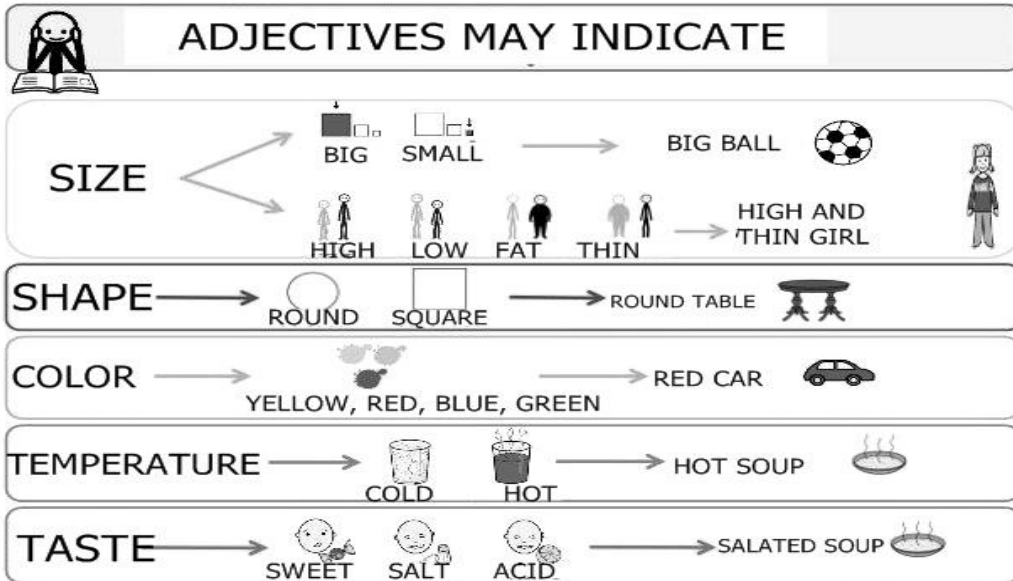 ADJECTIVES MAY INDICATE
SIZE
BIG SMALL
BIG BALL
HIGH LOW FAT THIN
HIGH AND
THIN GIRL
SHAPE
ROUND SQUARE
ROUND TABLE
COLOR
YELLOW, RED, BLUE, GREEN
RED CAR
TEMPERATURE
COLD HOT
HOT SOUP
TASTE
SWEET SALT ACID
SALATED SOUP